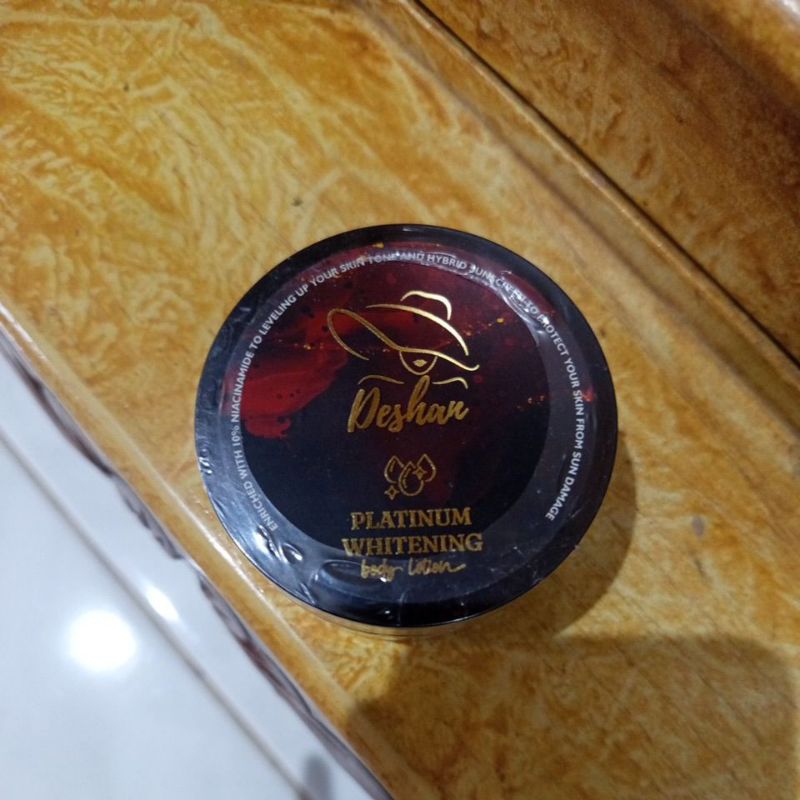 ENRICHED WITH 10% NIACINAMIDE TO LEVELING UP YOUR SKIN TONE AND HYBRID SUNSCREEN TO PROTECT YOUR SKIN FROM SUN DAMAGE
Deshan
PLATINUM
WHITENING
body Lotion